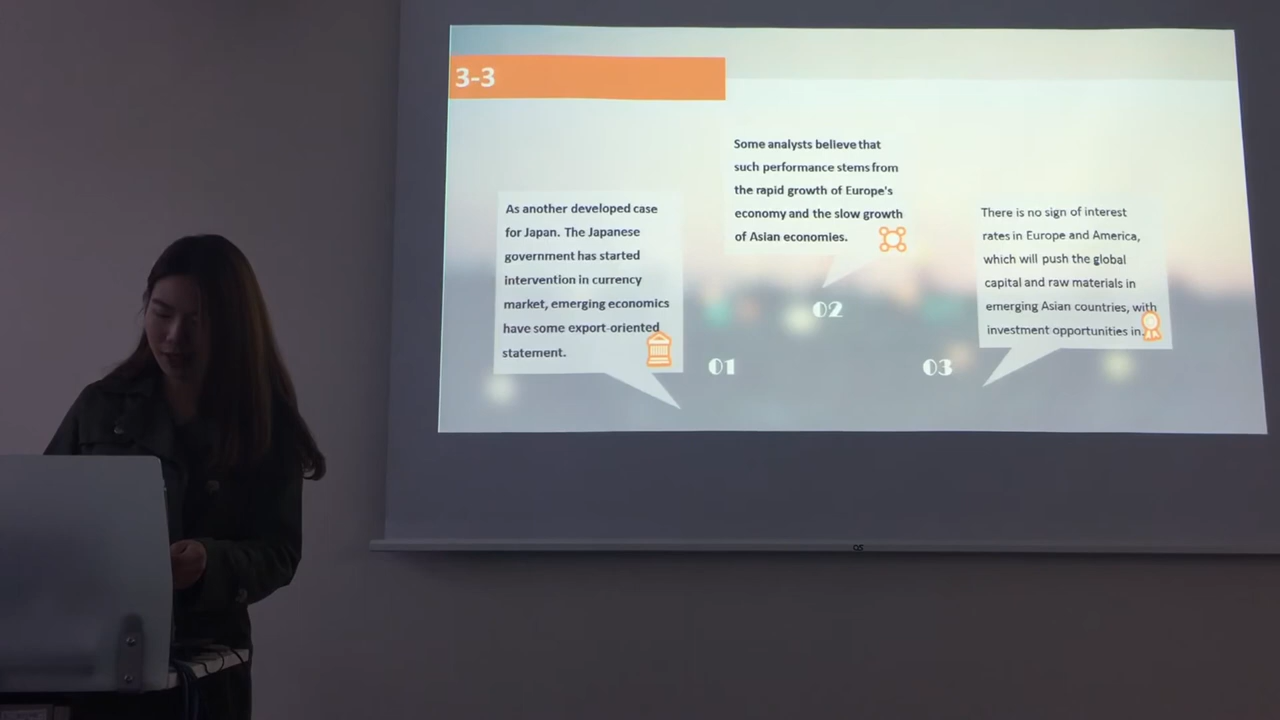 3-3
As another developed case
for Japan. The Japanese
government has started
intervention in currency
market, emerging economics
have some export-oriented
statement.
01
Some analysts believe that
such performance stems from
the rapid growth of Europe's
economy and the slow growth
of Asian economies.
02
There is no sign of interest
rates in Europe and America,
which will push the global
capital and raw materials in
emerging Asian countries, with
investment opportunities in.
03